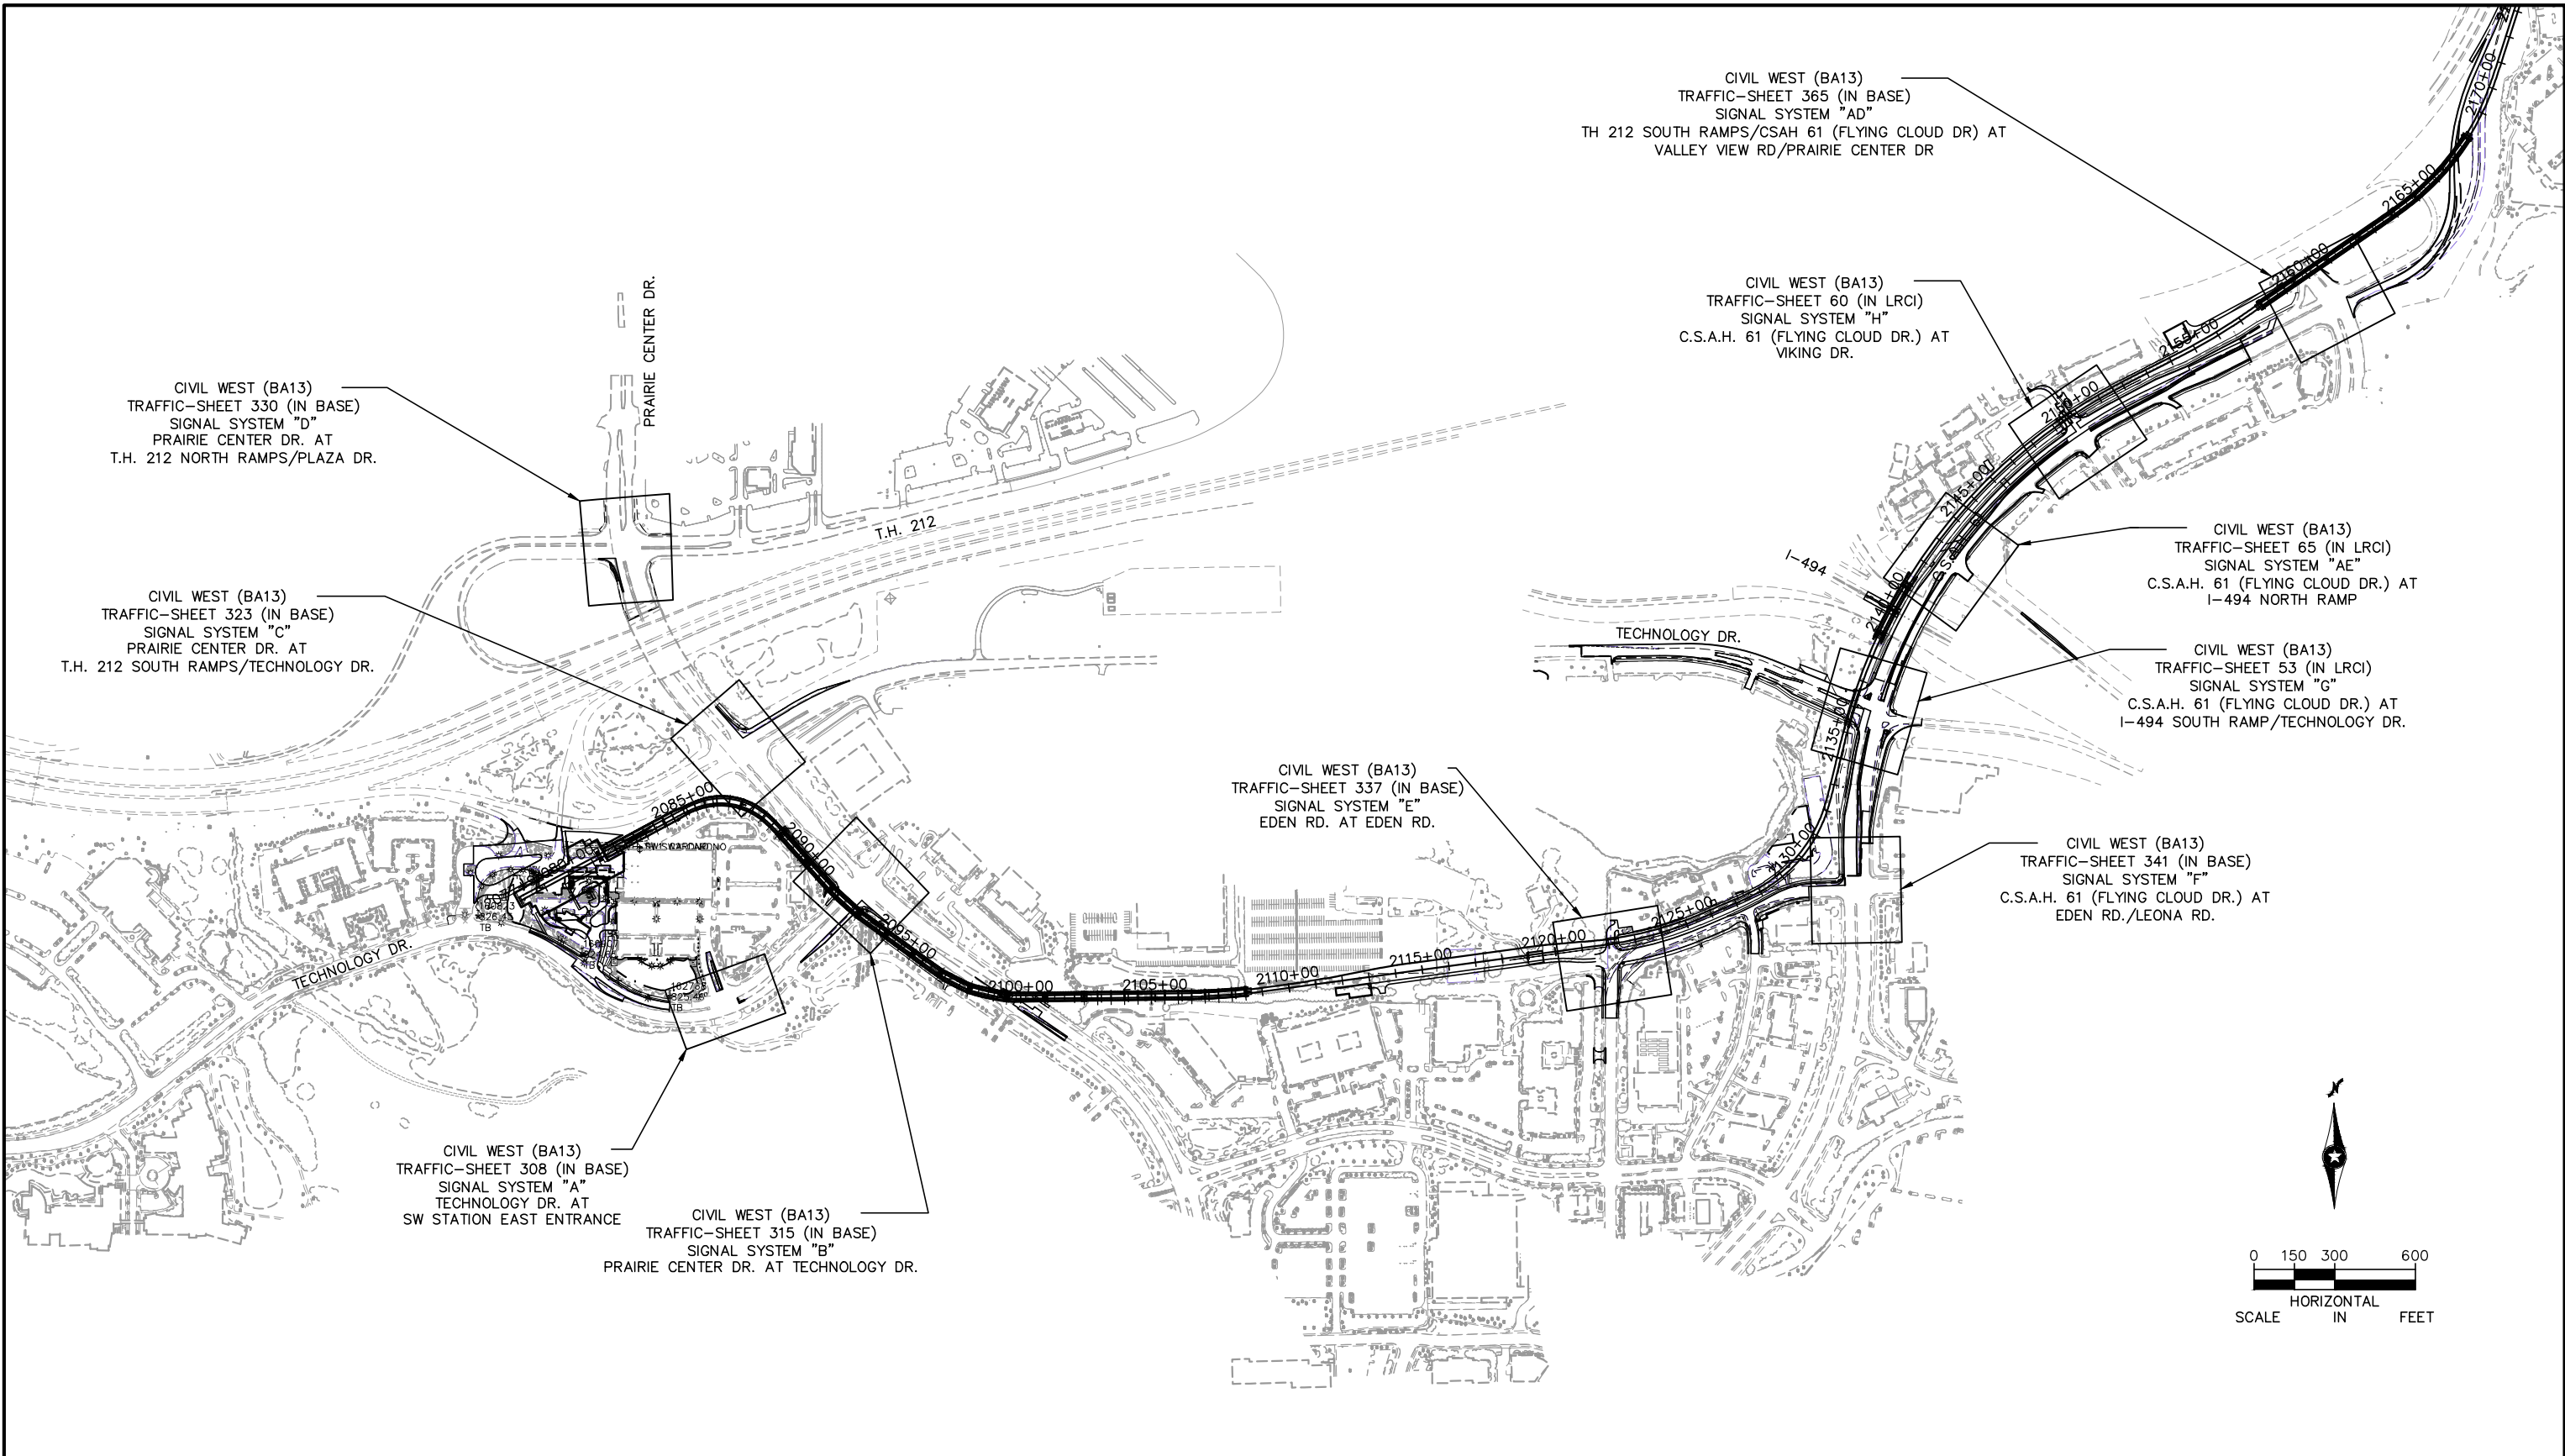 CIVIL WEST (BA13)
TRAFFIC-SHEET 365 (IN BASE)
SIGNAL SYSTEM "AD"
TH 212 SOUTH RAMPS/CSAH 61 (FLYING CLOUD DR) AT
VALLEY VIEW RD/PRAIRIE CENTER DR
2170+00
2165+00
2160+00
CIVIL WEST (BA13)
TRAFFIC-SHEET 60 (IN LRCI)
SIGNAL SYSTEM "H"
C.S.A.H. 61 (FLYING CLOUD DR.) AT
VIKING DR.
2155+00
2150+00
2145+00
PRAIRIE CENTER DR.
CIVIL WEST (BA13)
TRAFFIC-SHEET 330 (IN BASE)
SIGNAL SYSTEM "D"
PRAIRIE CENTER DR. AT
T.H. 212 NORTH RAMPS/PLAZA DR.
T.H. 212
I-494
2140+00
CIVIL WEST (BA13)
TRAFFIC-SHEET 65 (IN LRCI)
SIGNAL SYSTEM "AE"
C.S.A.H. 61 (FLYING CLOUD DR.) AT
I-494 NORTH RAMP
CIVIL WEST (BA13)
TRAFFIC-SHEET 323 (IN BASE)
SIGNAL SYSTEM "C"
PRAIRIE CENTER DR. AT
T.H. 212 SOUTH RAMPS/TECHNOLOGY DR.
TECHNOLOGY DR.
CIVIL WEST (BA13)
TRAFFIC-SHEET 53 (IN LRCI)
SIGNAL SYSTEM "G"
C.S.A.H. 61 (FLYING CLOUD DR.) AT
I-494 SOUTH RAMP/TECHNOLOGY DR.
2135+00
CIVIL WEST (BA13)
TRAFFIC-SHEET 337 (IN BASE)
SIGNAL SYSTEM "E"
EDEN RD. AT EDEN RD.
2085+00
2090+00
2095+00
2100+00
2105+00
2110+00
2115+00
2120+00
2125+00
2130+00
2080+00
CIVIL WEST (BA13)
TRAFFIC-SHEET 341 (IN BASE)
SIGNAL SYSTEM "F"
C.S.A.H. 61 (FLYING CLOUD DR.) AT
EDEN RD./LEONA RD.
TB
TECHNOLOGY DR.
TB
CIVIL WEST (BA13)
TRAFFIC-SHEET 308 (IN BASE)
SIGNAL SYSTEM "A"
TECHNOLOGY DR. AT
SW STATION EAST ENTRANCE
CIVIL WEST (BA13)
TRAFFIC-SHEET 315 (IN BASE)
SIGNAL SYSTEM "B"
PRAIRIE CENTER DR. AT TECHNOLOGY DR.
N
0 150 300 600
HORIZONTAL
SCALE IN FEET